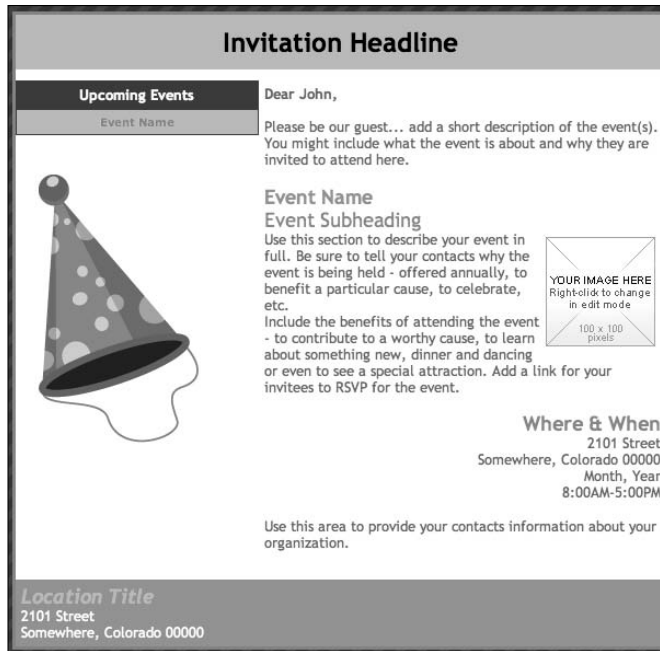 Invitation Headline
Upcoming Events
Event Name
Dear John,
Please be our guest... add a short description of the event(s).
You might include what the event is about and why they are
invited to attend here.
Event Name
Event Subheading
Use this section to describe your event in
full. Be sure to tell your contacts why the
event is being held - offered annually, to
benefit a particular cause, to celebrate,
etc.
Include the benefits of attending the event
- to contribute to a worthy cause, to learn
about something new, dinner and dancing
or even to see a special attraction. Add a link for your
invitees to RSVP for the event.
YOUR IMAGE HERE
Right-click to change
in edit mode
100 x 100
pixels
Where & When
2101 Street
Somewhere, Colorado 00000
Month, Year
8:00AM-5:00PM
Use this area to provide your contacts information about your
organization.
Location Title
2101 Street
Somewhere, Colorado 00000